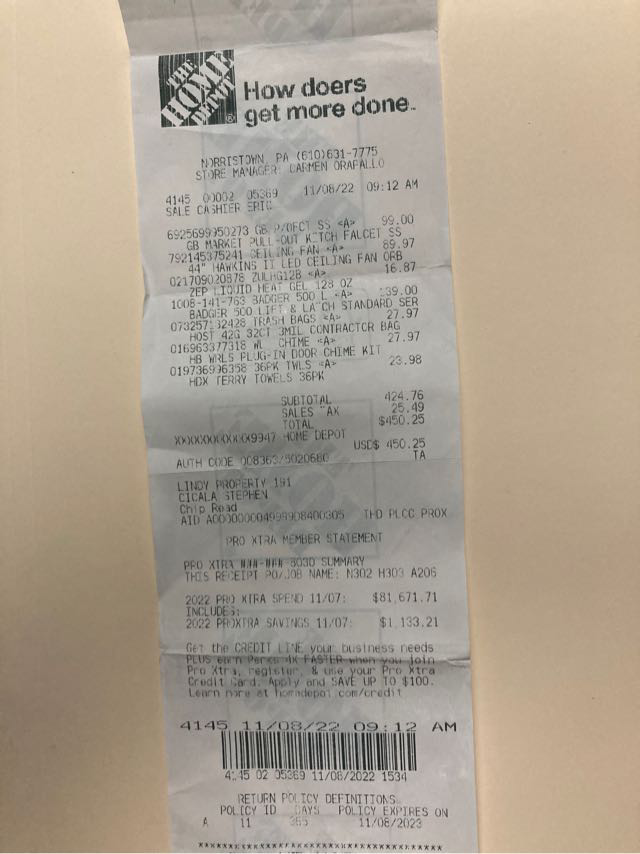 THE HOME DEPOT
How doers
get more done.
NORRISTOWN, PA (610)631-7775
STORE MANAGER: CARMEN ORAFALLO
4145 00002 05369 11/08/22 09:12 AM
SALE CASHIER ERIC
6925699950273 GB P/OFCT SS <A> 99.00
GB MARKET PULL-OUT KITCH FAUCET SS
792145375241 CEILING FAN <A> 89.97
44" HAWKINS II LED CEILING FAN ORB
021709020878 ZULHG128 <A> 16.87
ZEP LIQUID HEAT GEL 128 OZ
1008-141-763 BADGER 500 L <A> 139.00
BADGER 500 LIFT & LATCH STANDARD SER
073257132428 TRASH BAGS <A> 27.97
HDST 42G 32CT 3MIL CONTRACTOR BAG
016963377318 WL CHIME <A> 27.97
HB WRLS PLUG-IN DOOR CHIME KIT
019736996358 36PK TWLS <A> 23.98
HDX TERRY TOWELS 36PK
SUBTOTAL 424.76
SALES TAX 25.49
TOTAL $450.25
XXXXXXXXXXXX9947 HOME DEPOT
USD$ 450.25
AUTH CODE 008363/5020680 TA
LINDY PROPERTY 191
CICALA STEPHEN
Chip Read
AID A0000000049999D8400305 THD PLCC PROX
PRO XTRA MEMBER STATEMENT
PRO XTRA ###-###-8030 SUMMARY
THIS RECEIPT PO/JOB NAME: N302 H303 A206
2022 PRO XTRA SPEND 11/07: $81,671.71
INCLUDES:
2022 PROXTRA SAVINGS 11/07: $1,133.21
Get the CREDIT LINE your business needs
PLUS earn Perks 4X FASTER when you join
Pro Xtra, register, & use your Pro Xtra
Credit Card. Apply and SAVE UP TO $100.
Learn more at homedepot.com/credit
4145 11/08/22 09:12 AM
4145 02 05369 11/08/2022 1534
RETURN POLICY DEFINITIONS
POLICY ID DAYS POLICY EXPIRES ON
A 11 365 11/08/2023